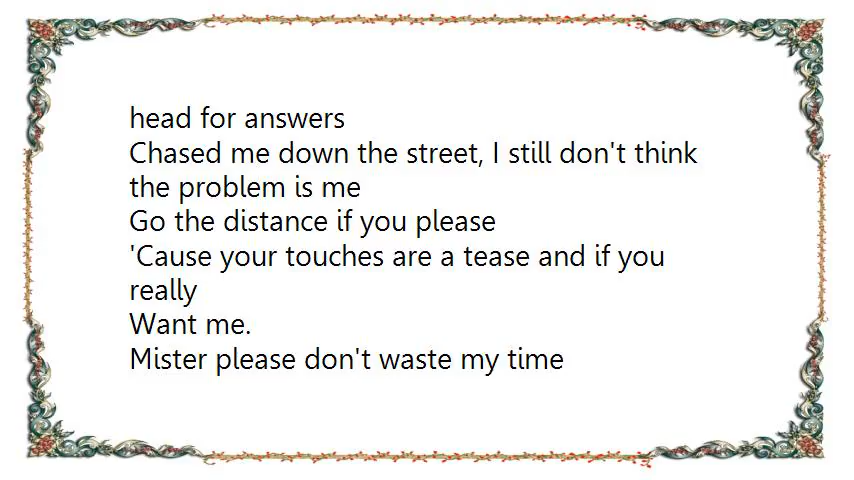 head for answers
Chased me down the street, I still don't think
the problem is me
Go the distance if you please
'Cause your touches are a tease and if you
really
Want me.
Mister please don't waste my time